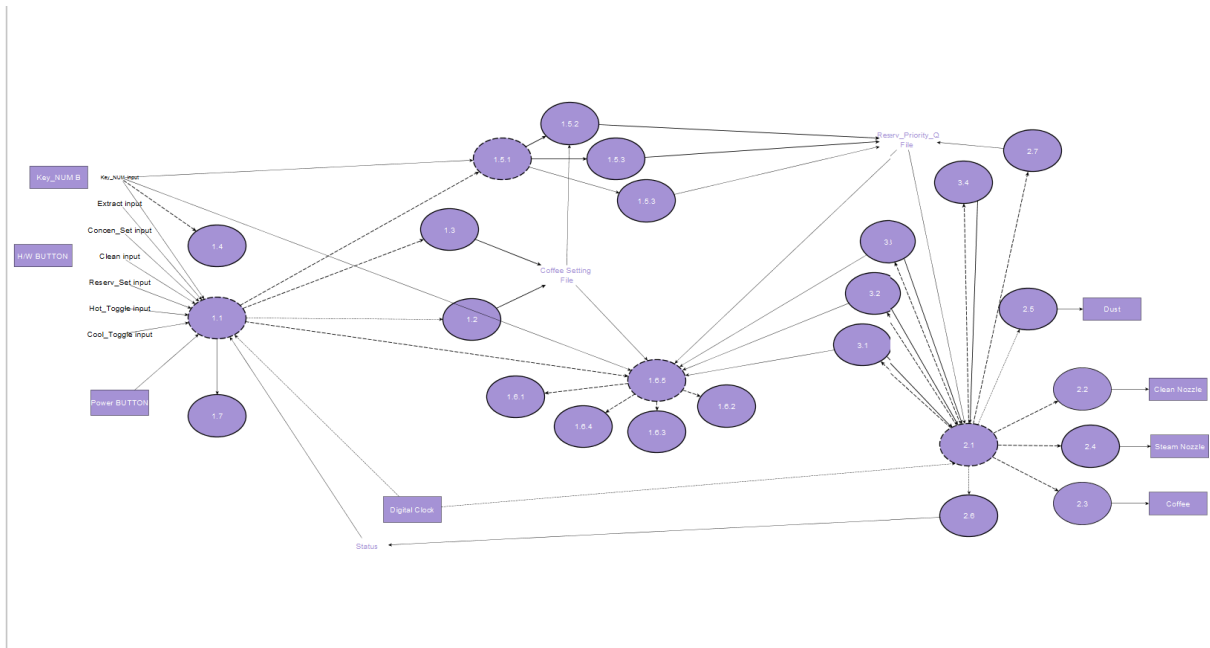 1.5.2
Reserv_Priority_Q
File
2.7
1.5.1
1.5.3
Key_NUM B
Key_NUM input
3.4
1.5.3
Extract input
Concen_Set input
1.3
1.4
3.3
H/W BUTTON
Clean input
Coffee Setting
File
Reserv_Set input
3.2
Hot_Toggle input
2.5
Dust
1.1
1.2
Cool_Toggle input
3.1
1.6.5
2.2
Clean Nozzle
1.6.1
Power BUTTON
1.6.2
1.7
1.6.4
1.6.3
2.1
2.4
Steam Nozzle
2.3
Coffee
Digital Clock
2.6
Status